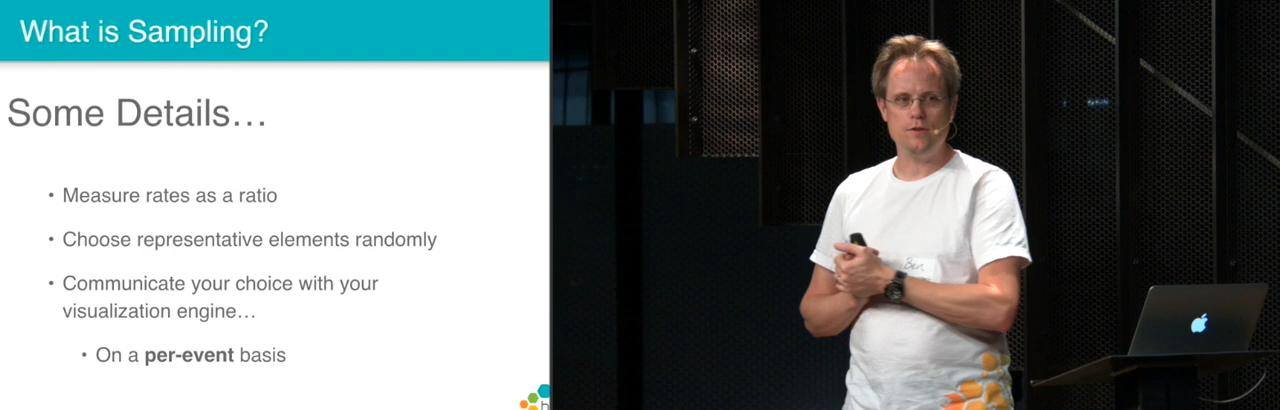 What is Sampling?
Some Details…
• Measure rates as a ratio
• Choose representative elements randomly
• Communicate your choice with your
visualization engine…
• On a per-event basis
h
Ben